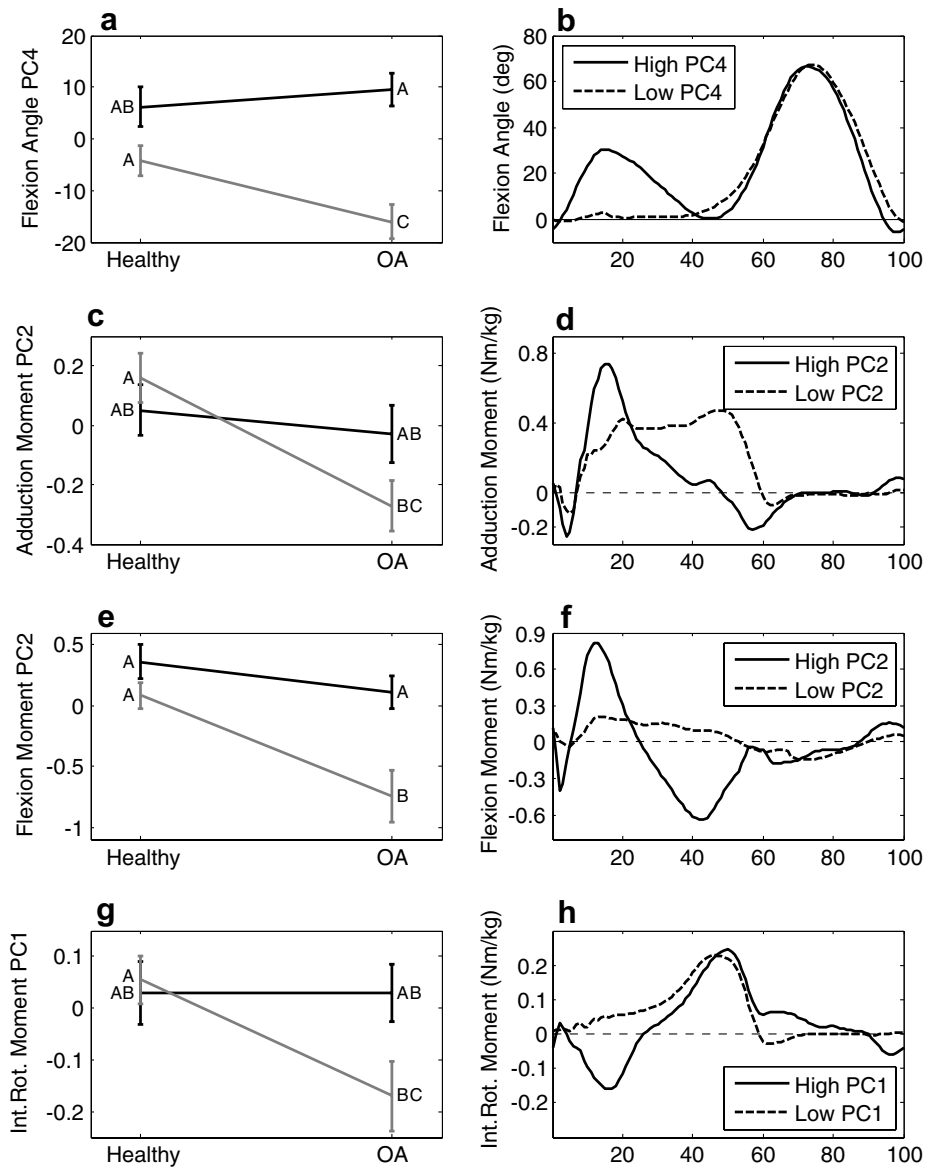 a
Flexion Angle PC4
20
10
0
-10
-20
AB
A
A
C
Healthy
OA
b
Flexion Angle (deg)
80
60
40
20
0
High PC4
Low PC4
20
40
60
80
100
c
Adduction Moment PC2
0.2
0
-0.2
-0.4
A
AB
AB
BC
Healthy
OA
d
Adduction Moment (Nm/kg)
0.8
0.4
0
-0.2
High PC2
Low PC2
20
40
60
80
100
e
Flexion Moment PC2
0.5
0
-0.5
-1
A
A
A
B
Healthy
OA
f
Flexion Moment (Nm/kg)
0.9
0.6
0.3
0
-0.3
-0.6
High PC2
Low PC2
20
40
60
80
100
g
Int.Rot. Moment PC1
0.1
0
-0.1
-0.2
A
AB
AB
BC
Healthy
OA
h
Int.Rot. Moment (Nm/kg)
0.2
0.1
0
-0.1
-0.2
High PC1
Low PC1
20
40
60
80
100